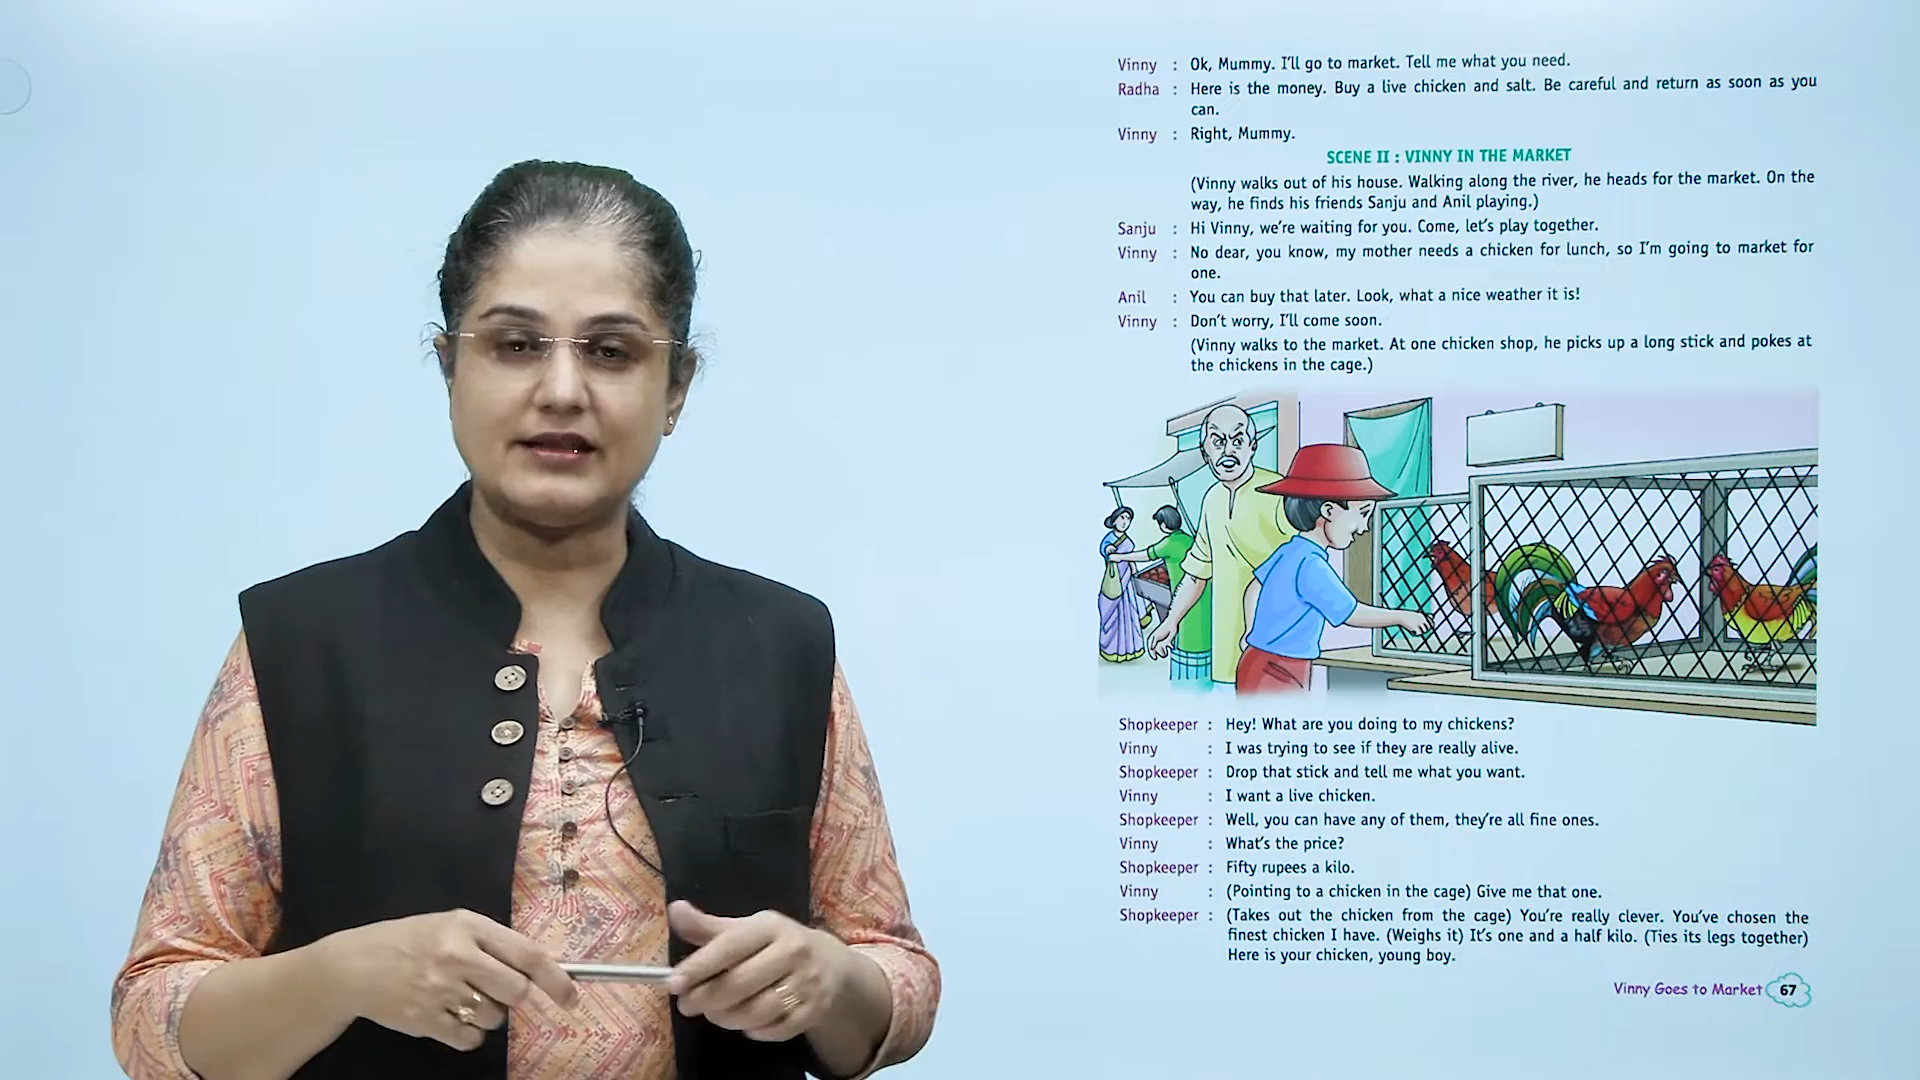 Vinny : Ok, Mummy. I'll go to market. Tell me what you need.
Radha : Here is the money. Buy a live chicken and salt. Be careful and return as soon as you
can.
Vinny : Right, Mummy.
SCENE II : VINNY IN THE MARKET
(Vinny walks out of his house. Walking along the river, he heads for the market. On the
way, he finds his friends Sanju and Anil playing.)
Sanju : Hi Vinny, we're waiting for you. Come, let's play together.
Vinny : No dear, you know, my mother needs a chicken for lunch, so I'm going to market for
one.
Anil : You can buy that later. Look, what a nice weather it is!
Vinny : Don't worry, I'll come soon.
(Vinny walks to the market. At one chicken shop, he picks up a long stick and pokes at
the chickens in the cage.)
Shopkeeper : Hey! What are you doing to my chickens?
Vinny : I was trying to see if they are really alive.
Shopkeeper : Drop that stick and tell me what you want.
Vinny : I want a live chicken.
Shopkeeper : Well, you can have any of them, they're all fine ones.
Vinny : What's the price?
Shopkeeper : Fifty rupees a kilo.
Vinny : (Pointing to a chicken in the cage) Give me that one.
Shopkeeper : (Takes out the chicken from the cage) You're really clever. You've chosen the
finest chicken I have. (Weighs it) It's one and a half kilo. (Ties its legs together)
Here is your chicken, young boy.
Vinny Goes to Market 67